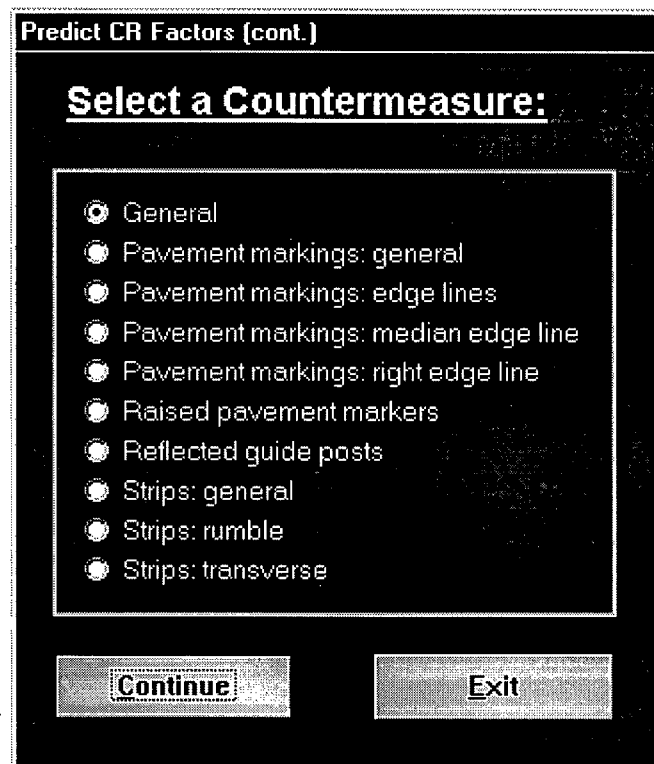 Predict CR Factors (cont.)
Select a Countermeasure:
General
Pavement markings: general
Pavement markings: edge lines
Pavement markings: median edge line
Pavement markings: right edge line
Raised pavement markers
Reflected guide posts
Strips: general
Strips: rumble
Strips: transverse
Continue
Exit